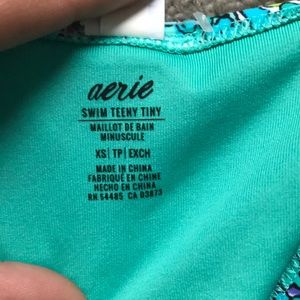 aerie
SWIM TEENY TINY
MAILLOT DE BAIN
MINUSCULE
XS | TP | EXCH
MADE IN CHINA
FABRIQUÉ EN CHINE
HECHO EN CHINA
RN 54485 CA 03873